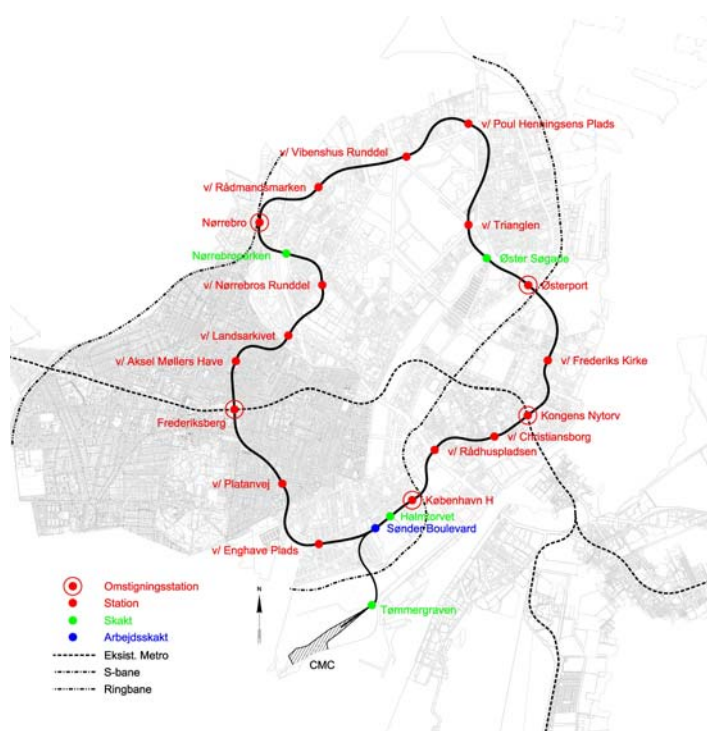 v/ Poul Henningsens Plads
v/ Vibenshus Runddel
v/ Rådmandsmarken
Nørrebro
v/ Trianglen
Nørrebroparken
Øster Søgade
v/ Nørrebros Runddel
Østerport
v/ Landsarkivet
v/ Aksel Møllers Have
v/ Frederiks Kirke
Frederiksberg
Kongens Nytorv
v/ Christiansborg
v/ Rådhuspladsen
v/ Platanvej
København H
Halmtorvet
Sønder Boulevard
v/ Enghave Plads
Tømmergraven
CMC
N
Omstigningsstation
Station
Skakt
Arbejdsskakt
Eksist. Metro
S-bane
Ringbane